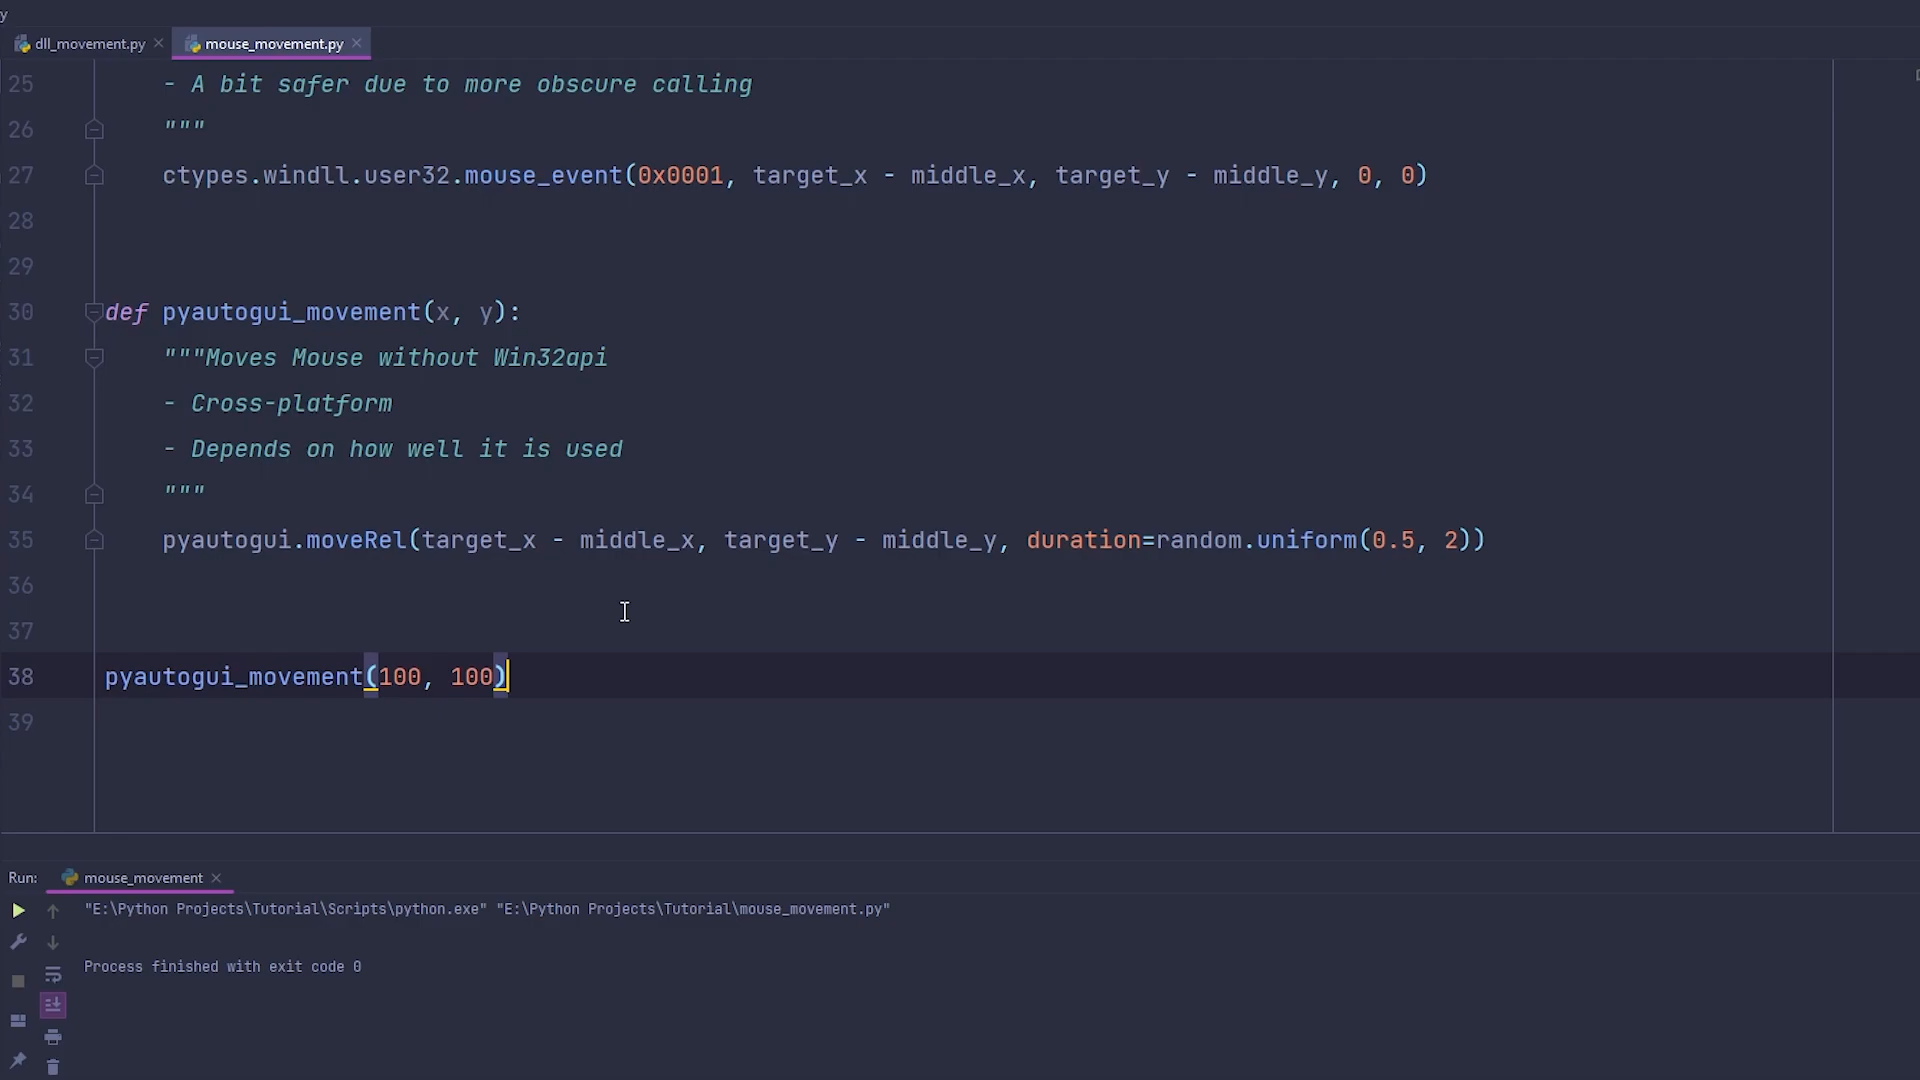 y
dll_movement.py
mouse_movement.py
25 - A bit safer due to more obscure calling
26 """
27 ctypes.windll.user32.mouse_event(0x0001, target_x - middle_x, target_y - middle_y, 0, 0)
28
29
30 def pyautogui_movement(x, y):
31 """Moves Mouse without Win32api
32 - Cross-platform
33 - Depends on how well it is used
34 """
35 pyautogui.moveRel(target_x - middle_x, target_y - middle_y, duration=random.uniform(0.5, 2))
36
37
38 pyautogui_movement(100, 100)
39
Run: mouse_movement
"E:\Python Projects\Tutorial\Scripts\python.exe" "E:\Python Projects\Tutorial\mouse_movement.py"
Process finished with exit code 0